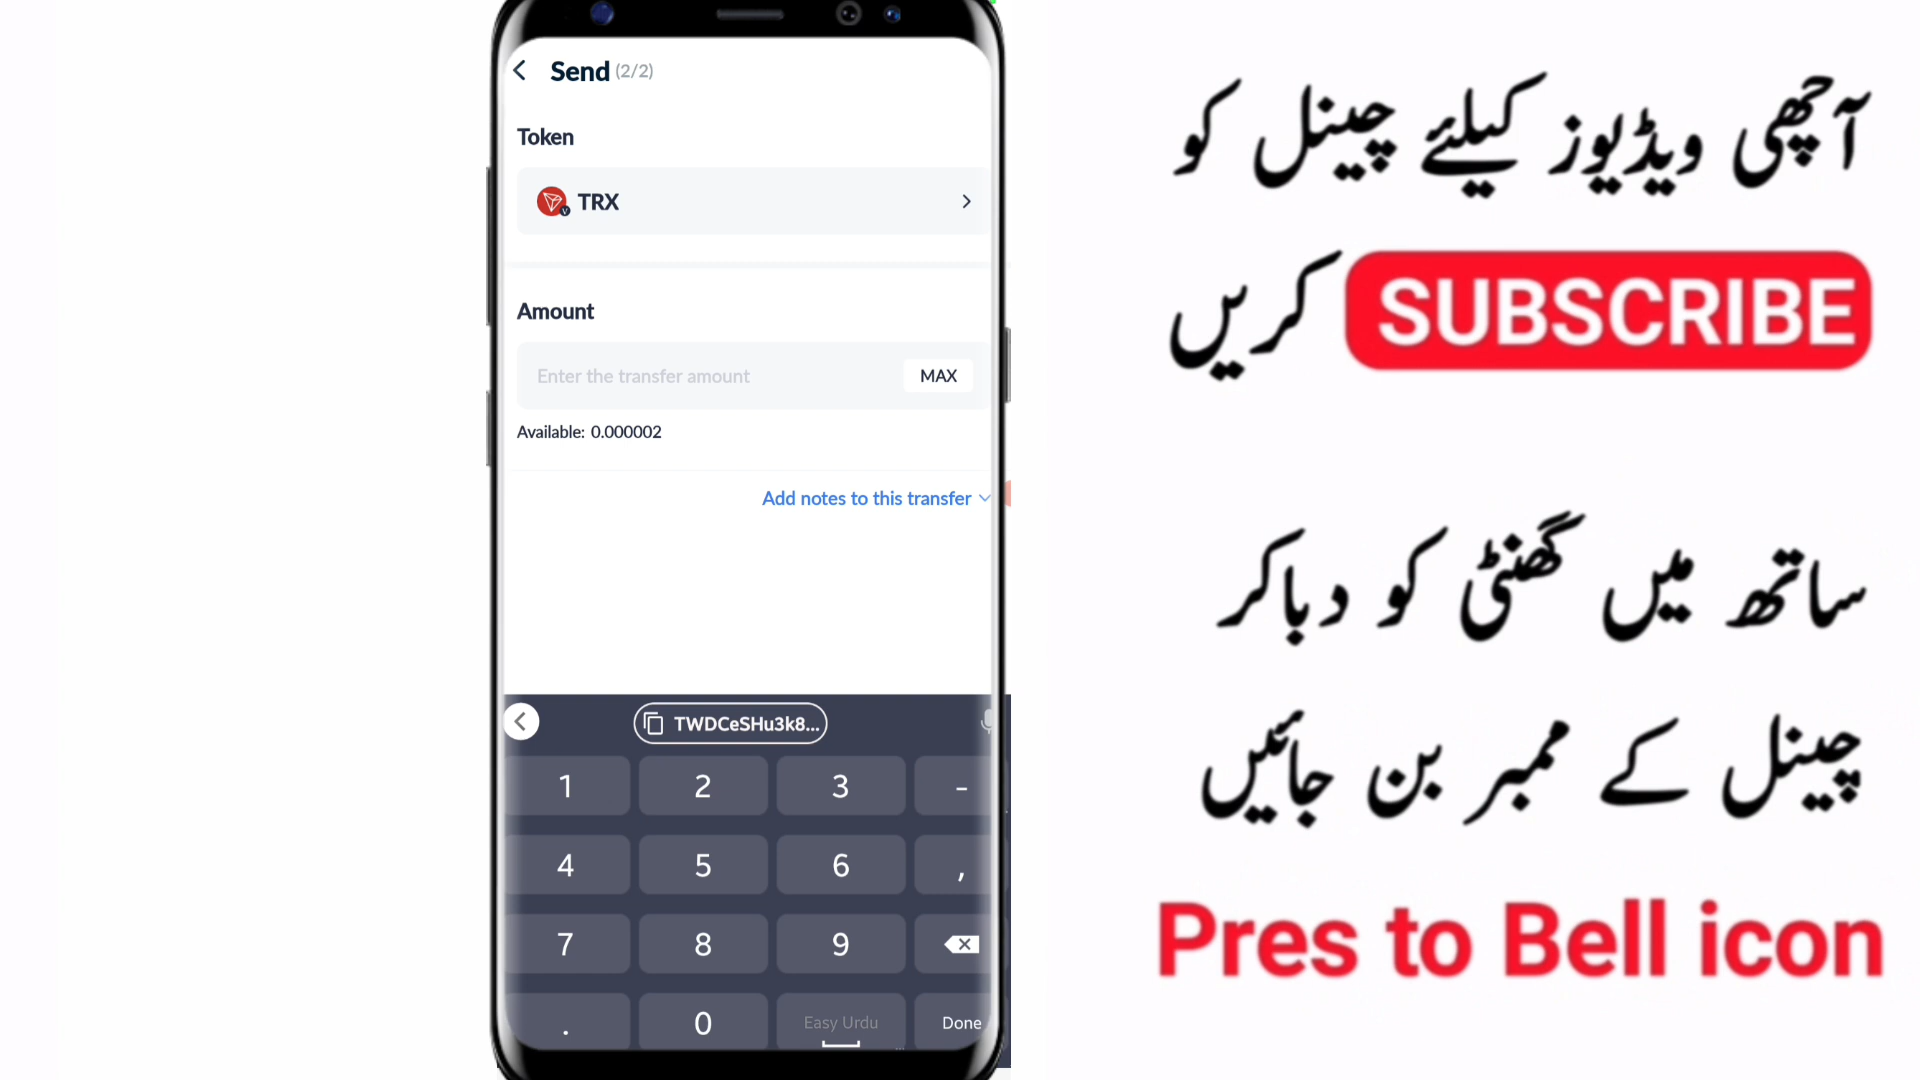 Send (2/2)
Token
TRX
Amount
Enter the transfer amount MAX
Available: 0.000002
Add notes to this transfer
TWDCeSHu3k8...
1 2 3 -
4 5 6 ,
7 8 9
. 0 Easy Urdu Done
آچھی ویڈیوز کیلئے چینل کو
SUBSCRIBE کریں
ساتھ میں گھنٹی کو دباکر
چینل کے ممبر بن جائیں
Pres to Bell icon